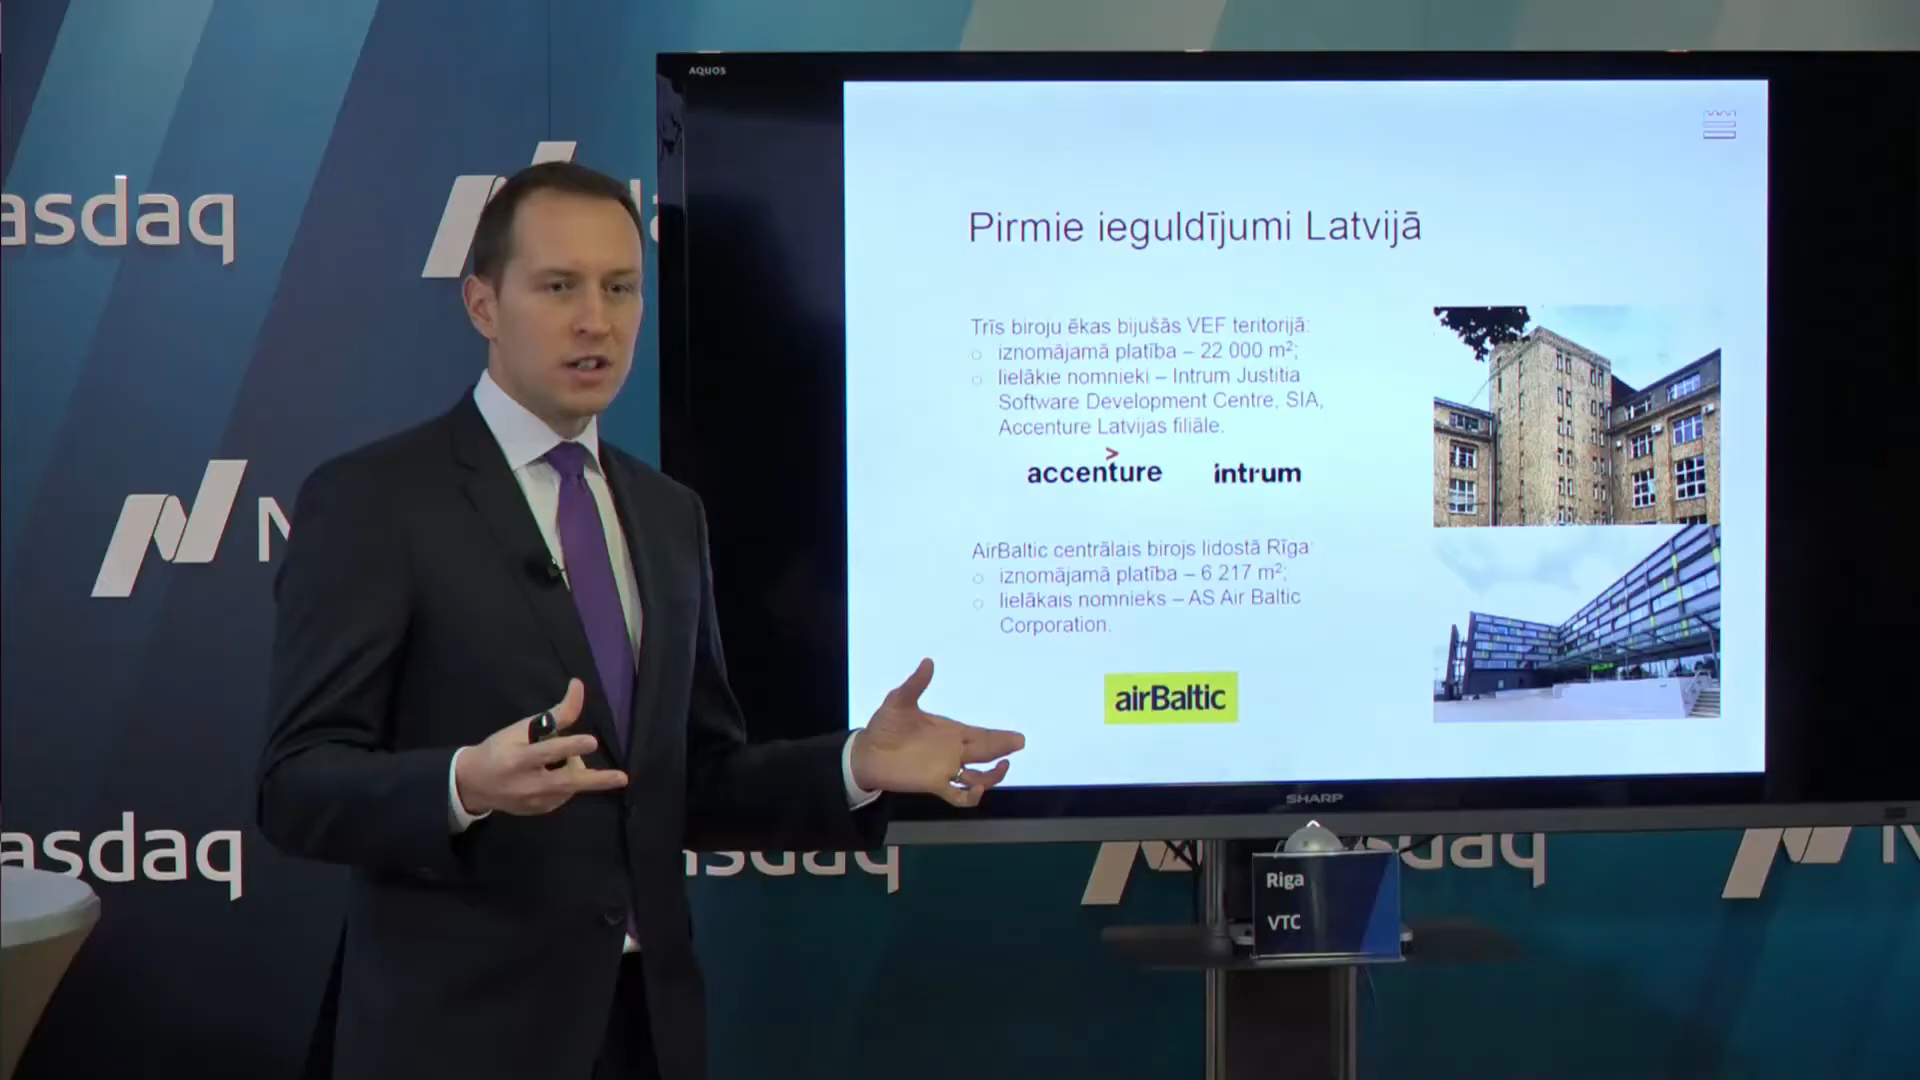 AQUOS
asdaq
Pirmie ieguldījumi Latvijā
Trīs biroju ēkas bijušās VEF teritorijā:
○ iznomājamā platība – 22 000 m²;
○ lielākie nomnieki – Intrum Justitia
Software Development Centre, SIA,
Accenture Latvijas filiāle.
accenture intrum
N
AirBaltic centrālais birojs lidostā Rīga:
○ iznomājamā platība – 6 217 m²;
○ lielākais nomnieks – AS Air Baltic
Corporation.
airBaltic
SHARP
asdaq
asdaq
asdaq
N
Riga
VTC